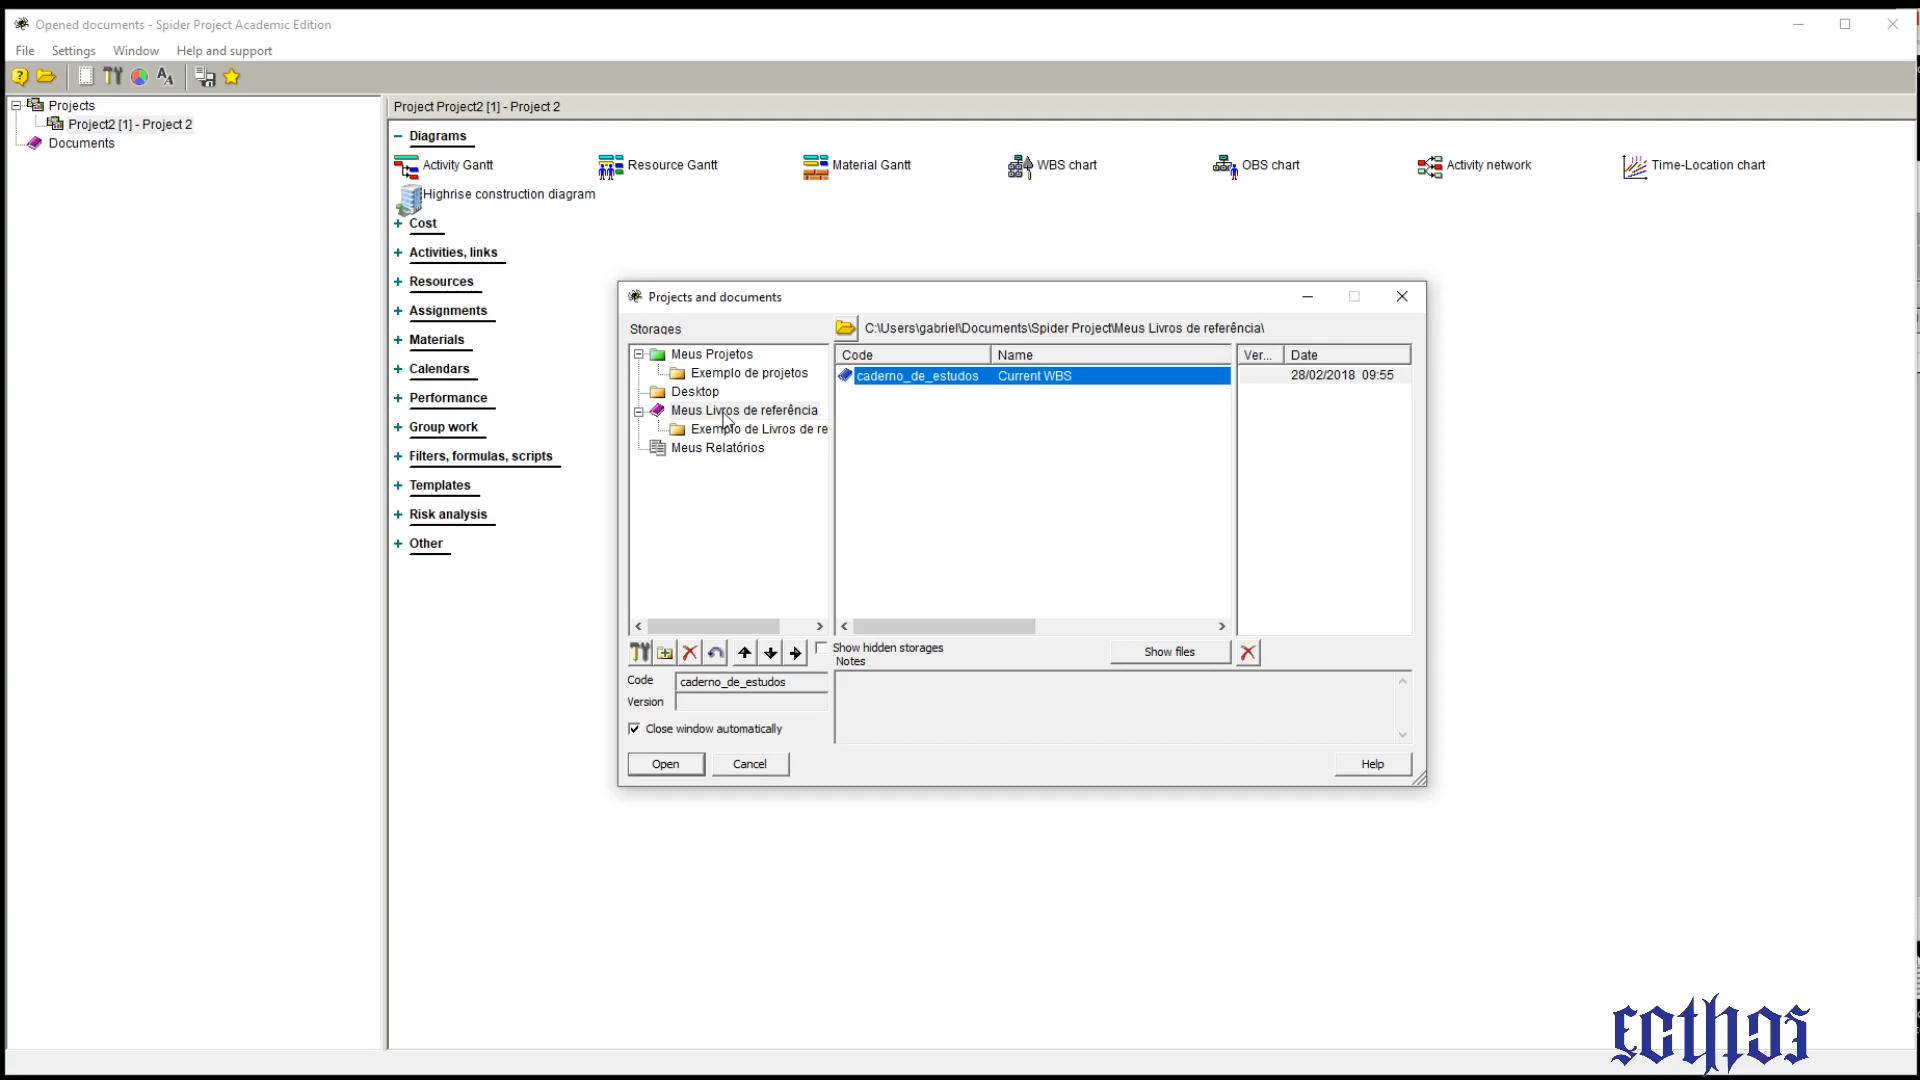 Opened documents - Spider Project Academic Edition
File Settings Window Help and support
Projects
Project2 [1] - Project 2
Documents
Project Project2 [1] - Project 2
Diagrams
Activity Gantt Resource Gantt Material Gantt WBS chart OBS chart Activity network Time-Location chart
Highrise construction diagram
Cost
Activities, links
Resources
Assignments
Materials
Calendars
Performance
Group work
Filters, formulas, scripts
Templates
Risk analysis
Other
Projects and documents
Storages C:\Users\gabriel\Documents\Spider Project\Meus Livros de referência\
Meus Projetos
Exemplo de projetos
Desktop
Meus Livros de referência
Exemplo de Livros de re
Meus Relatórios
Code Name Ver... Date
caderno_de_estudos Current WBS 28/02/2018 09:55
Show hidden storages Show files
Notes
Code caderno_de_estudos
Version
Close window automatically
Open Cancel Help